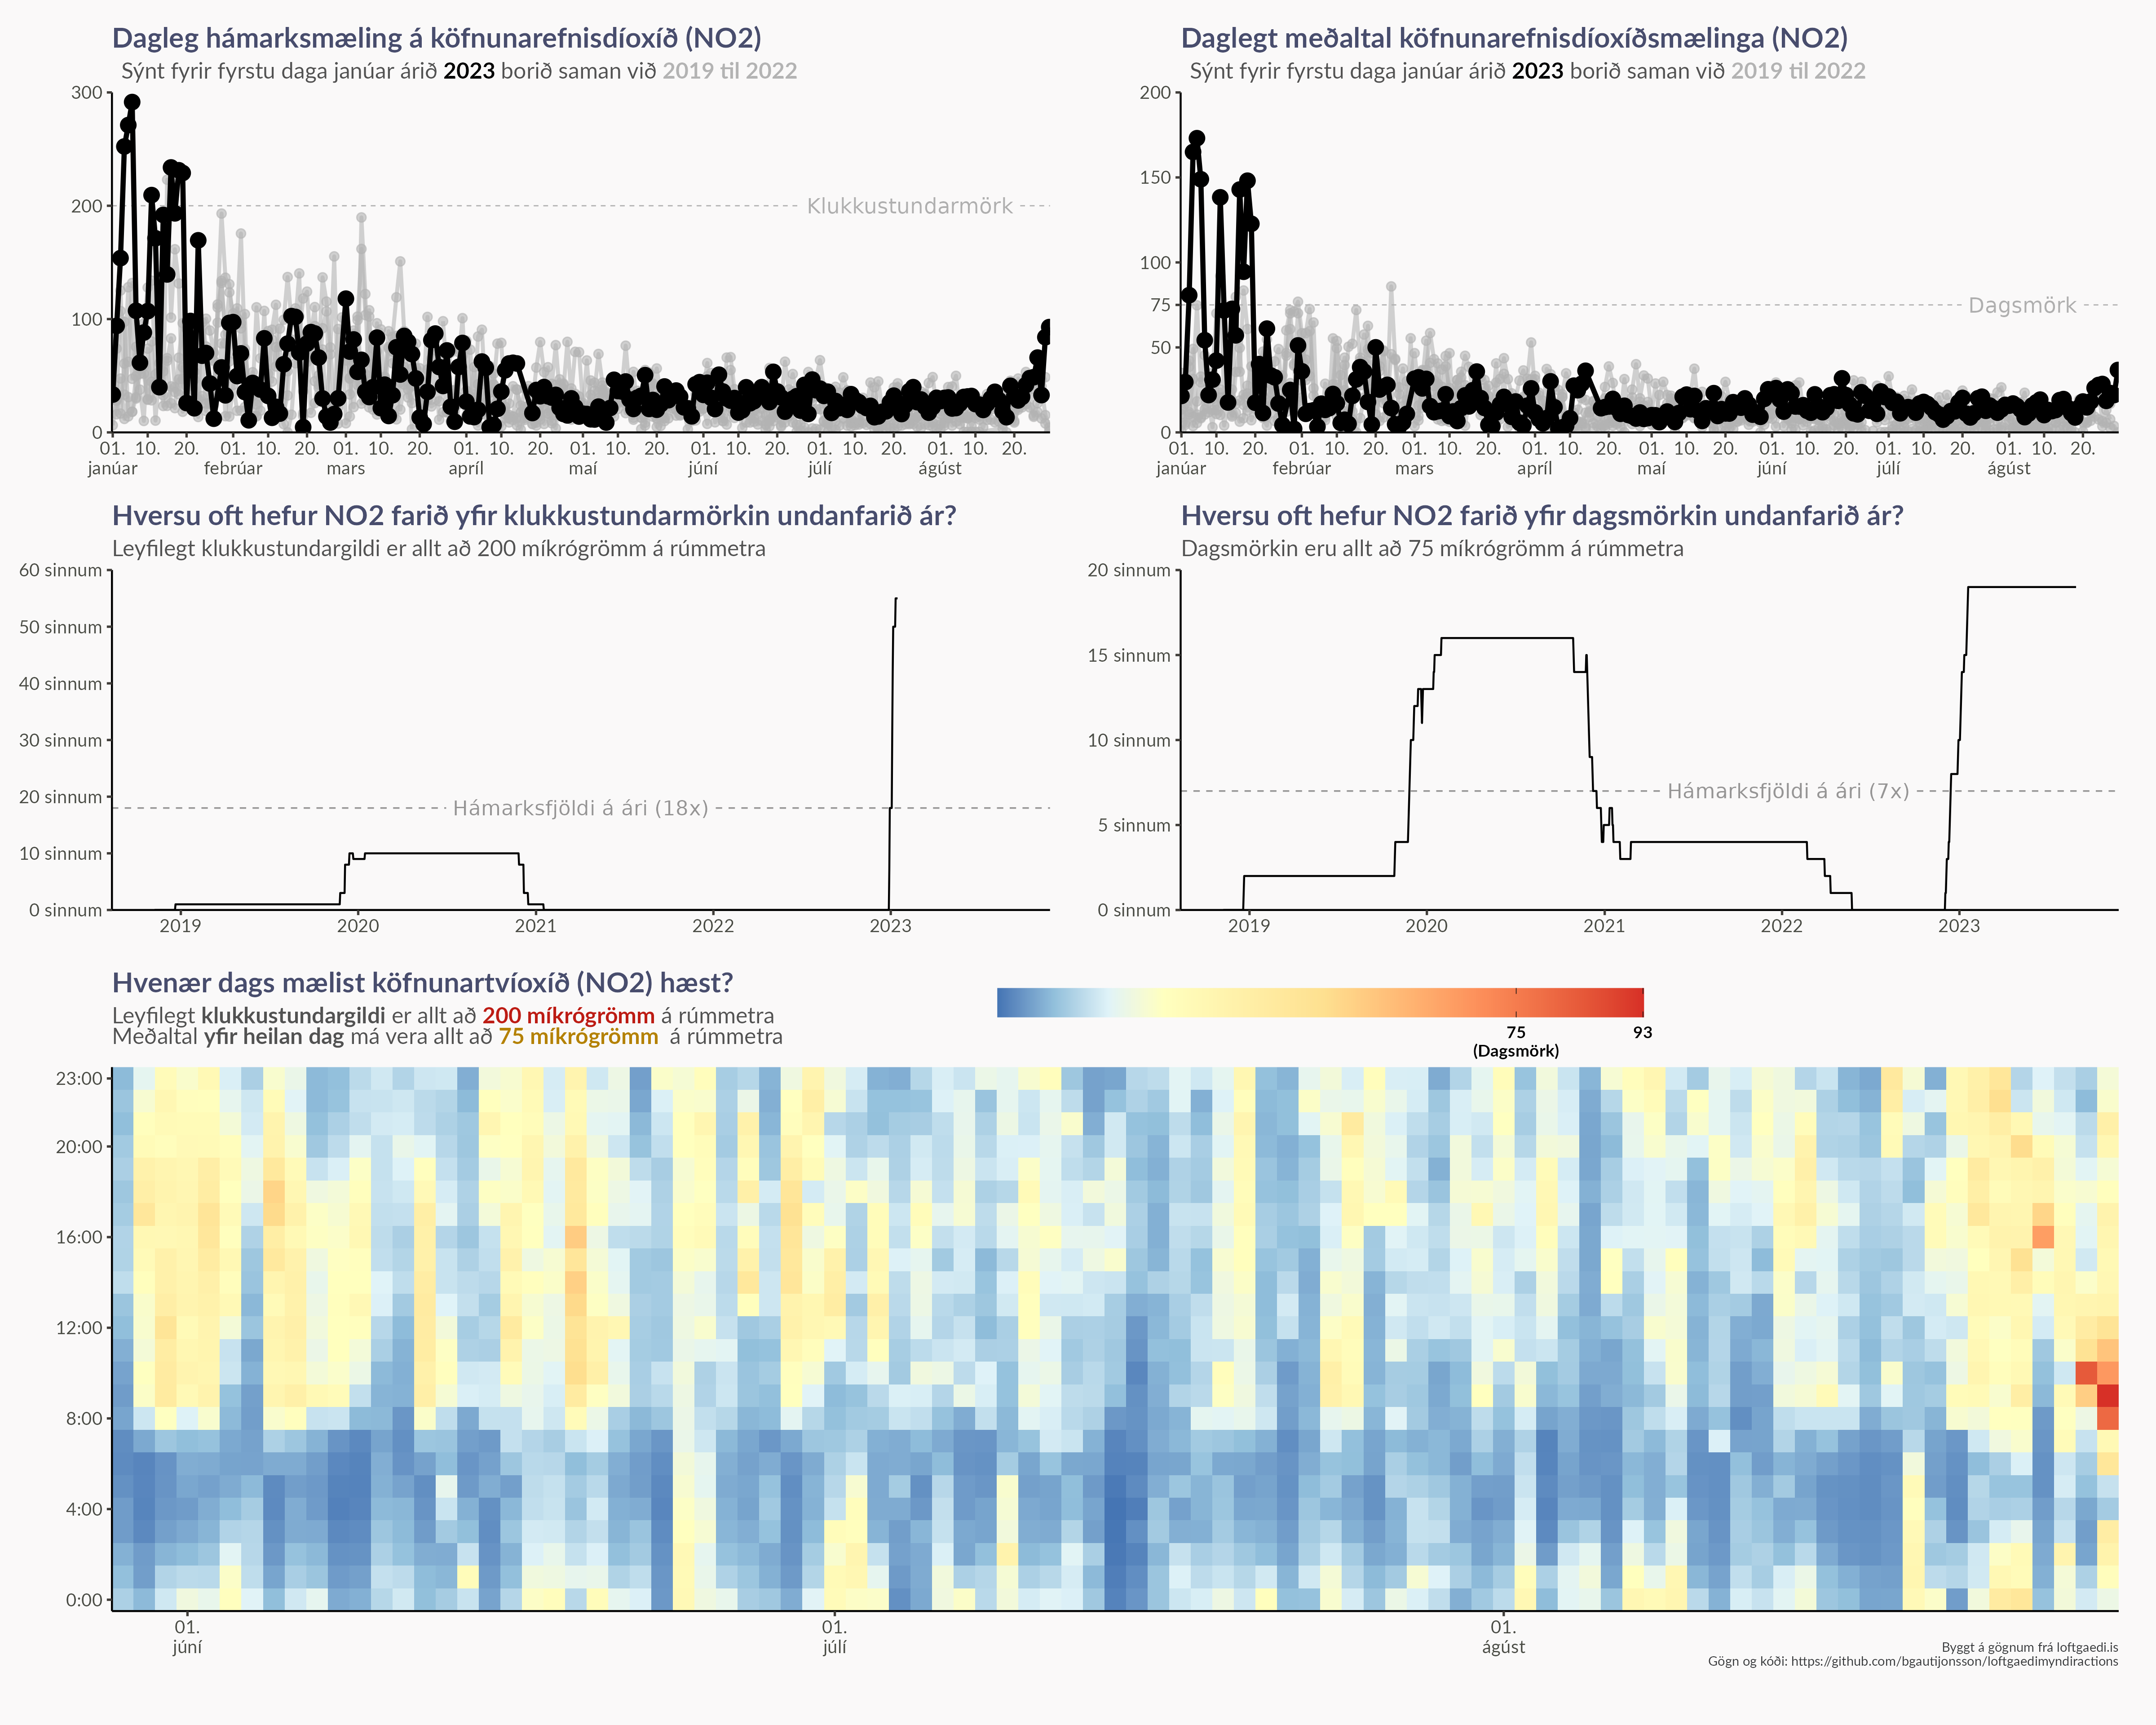 Dagleg hámarksmæling á köfnunarefnisdíoxíð (NO2)
Sýnt fyrir fyrstu daga janúar árið 2023 borið saman við 2019 til 2022
300
200
100
0
Klukkustundarmörk
01. 10. 20. 01. 10. 20. 01. 10. 20. 01. 10. 20. 01. 10. 20. 01. 10. 20. 01. 10. 20. 01. 10. 20.
janúar febrúar mars apríl maí júní júlí ágúst
Daglegt meðaltal köfnunarefnisdíoxíðsmælinga (NO2)
Sýnt fyrir fyrstu daga janúar árið 2023 borið saman við 2019 til 2022
200
150
100
75
50
0
Dagsmörk
01. 10. 20. 01. 10. 20. 01. 10. 20. 01. 10. 20. 01. 10. 20. 01. 10. 20. 01. 10. 20. 01. 10. 20.
janúar febrúar mars apríl maí júní júlí ágúst
Hversu oft hefur NO2 farið yfir klukkustundarmörkin undanfarið ár?
Leyfilegt klukkustundargildi er allt að 200 míkrógrömm á rúmmetra
60 sinnum
50 sinnum
40 sinnum
30 sinnum
20 sinnum
10 sinnum
0 sinnum
Hámarksfjöldi á ári (18x)
2019 2020 2021 2022 2023
Hversu oft hefur NO2 farið yfir dagsmörkin undanfarið ár?
Dagsmörkin eru allt að 75 míkrógrömm á rúmmetra
20 sinnum
15 sinnum
10 sinnum
5 sinnum
0 sinnum
Hámarksfjöldi á ári (7x)
2019 2020 2021 2022 2023
Hvenær dags mælist köfnunartvíoxíð (NO2) hæst?
Leyfilegt klukkustundargildi er allt að 200 míkrógrömm á rúmmetra
Meðaltal yfir heilan dag má vera allt að 75 míkrógrömm á rúmmetra
75 93
(Dagsmörk)
23:00
20:00
16:00
12:00
8:00
4:00
0:00
01. 01. 01.
júní júlí ágúst
Byggt á gögnum frá loftgaedi.is
Gögn og kóði: https://github.com/bgautijonsson/loftgaedimyndiractions